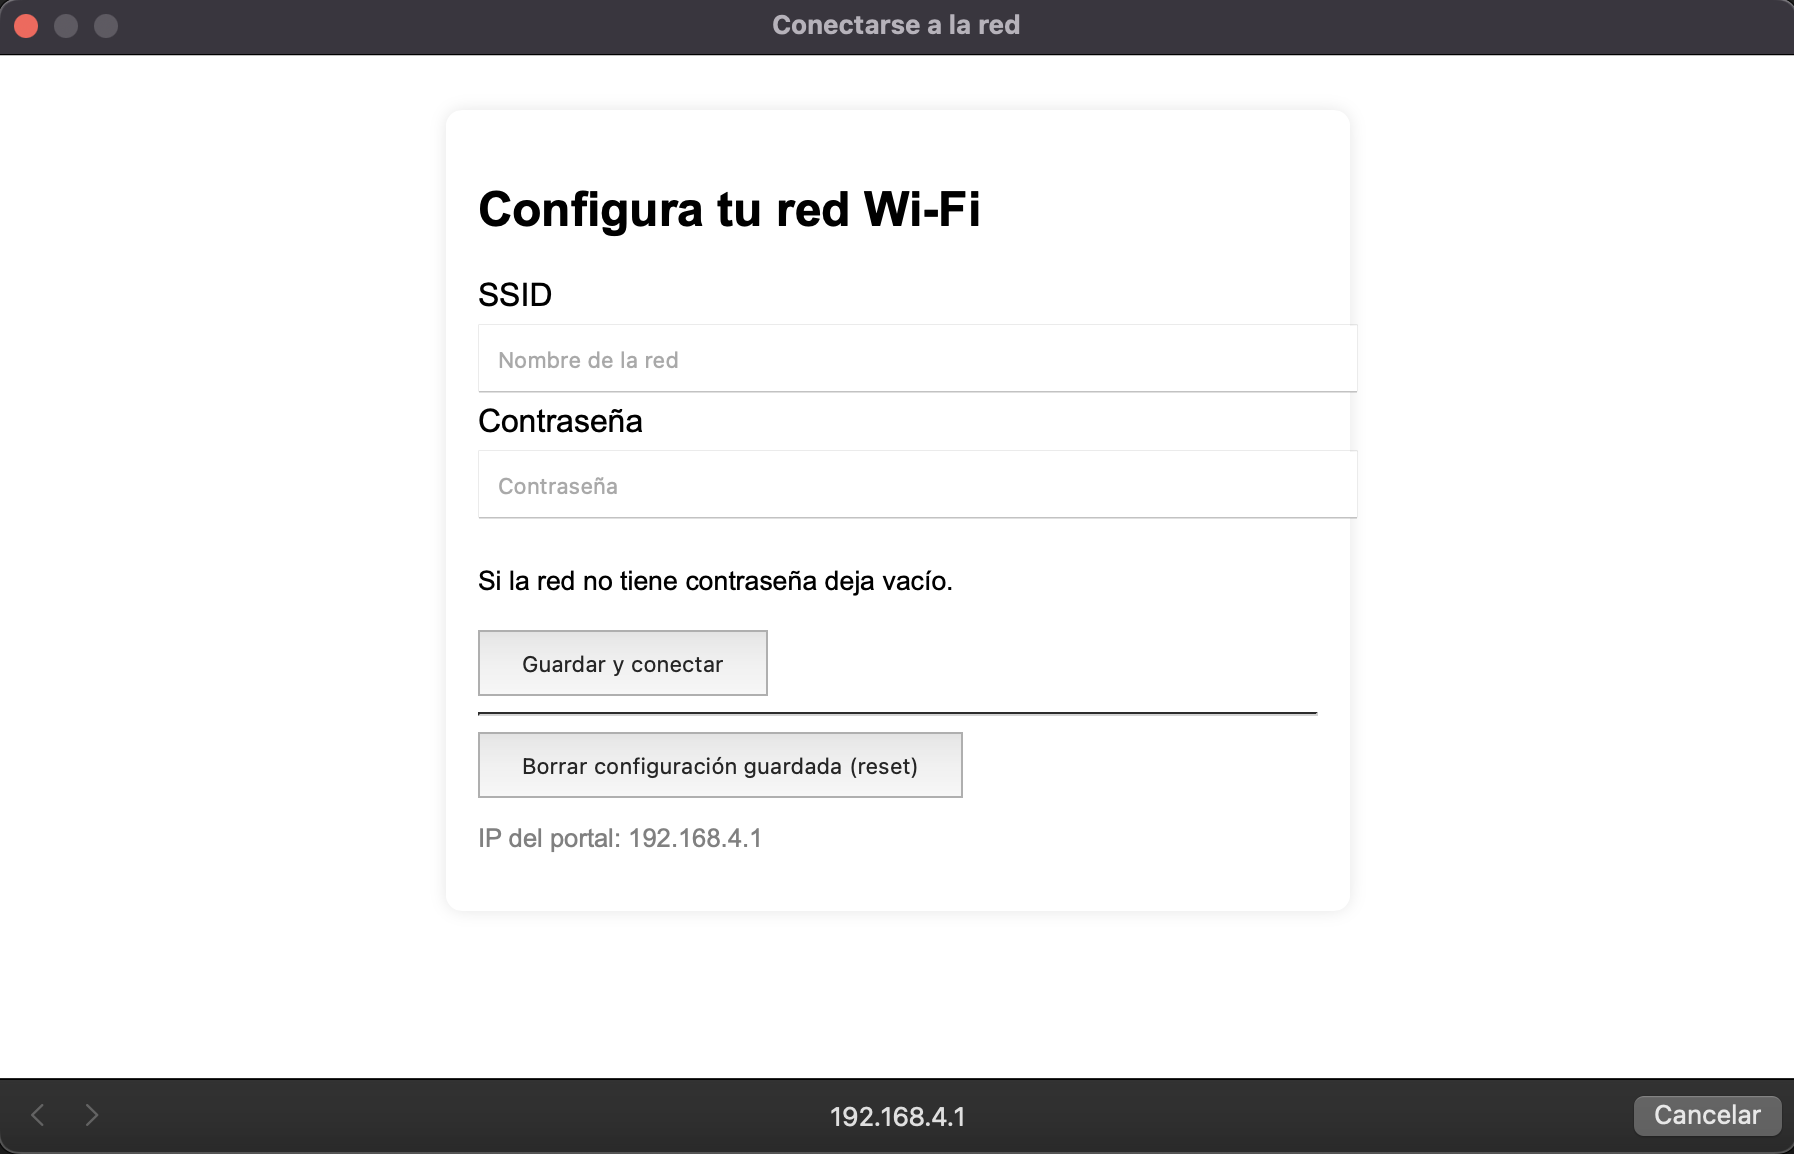 Conectarse a la red
Configura tu red Wi-Fi
SSID
Nombre de la red
Contraseña
Contraseña
Si la red no tiene contraseña deja vacío.
Guardar y conectar
Borrar configuración guardada (reset)
IP del portal: 192.168.4.1
192.168.4.1
Cancelar